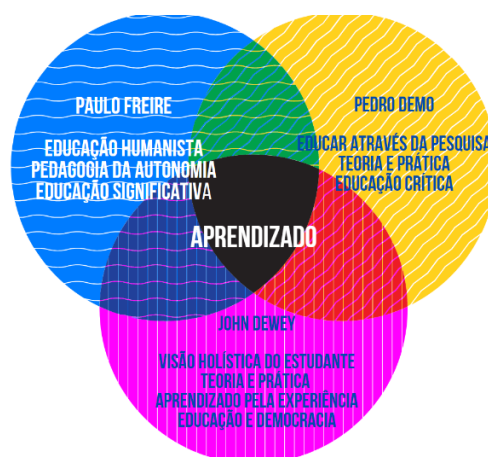 PAULO FREIRE
EDUCAÇÃO HUMANISTA
PEDAGOGIA DA AUTONOMIA
EDUCAÇÃO SIGNIFICATIVA
PEDRO DEMO
EDUCAR ATRAVÉS DA PESQUISA
TEORIA E PRÁTICA
EDUCAÇÃO CRÍTICA
APRENDIZADO
JOHN DEWEY
VISÃO HOLÍSTICA DO ESTUDANTE
TEORIA E PRÁTICA
APRENDIZADO PELA EXPERIÊNCIA
EDUCAÇÃO E DEMOCRACIA